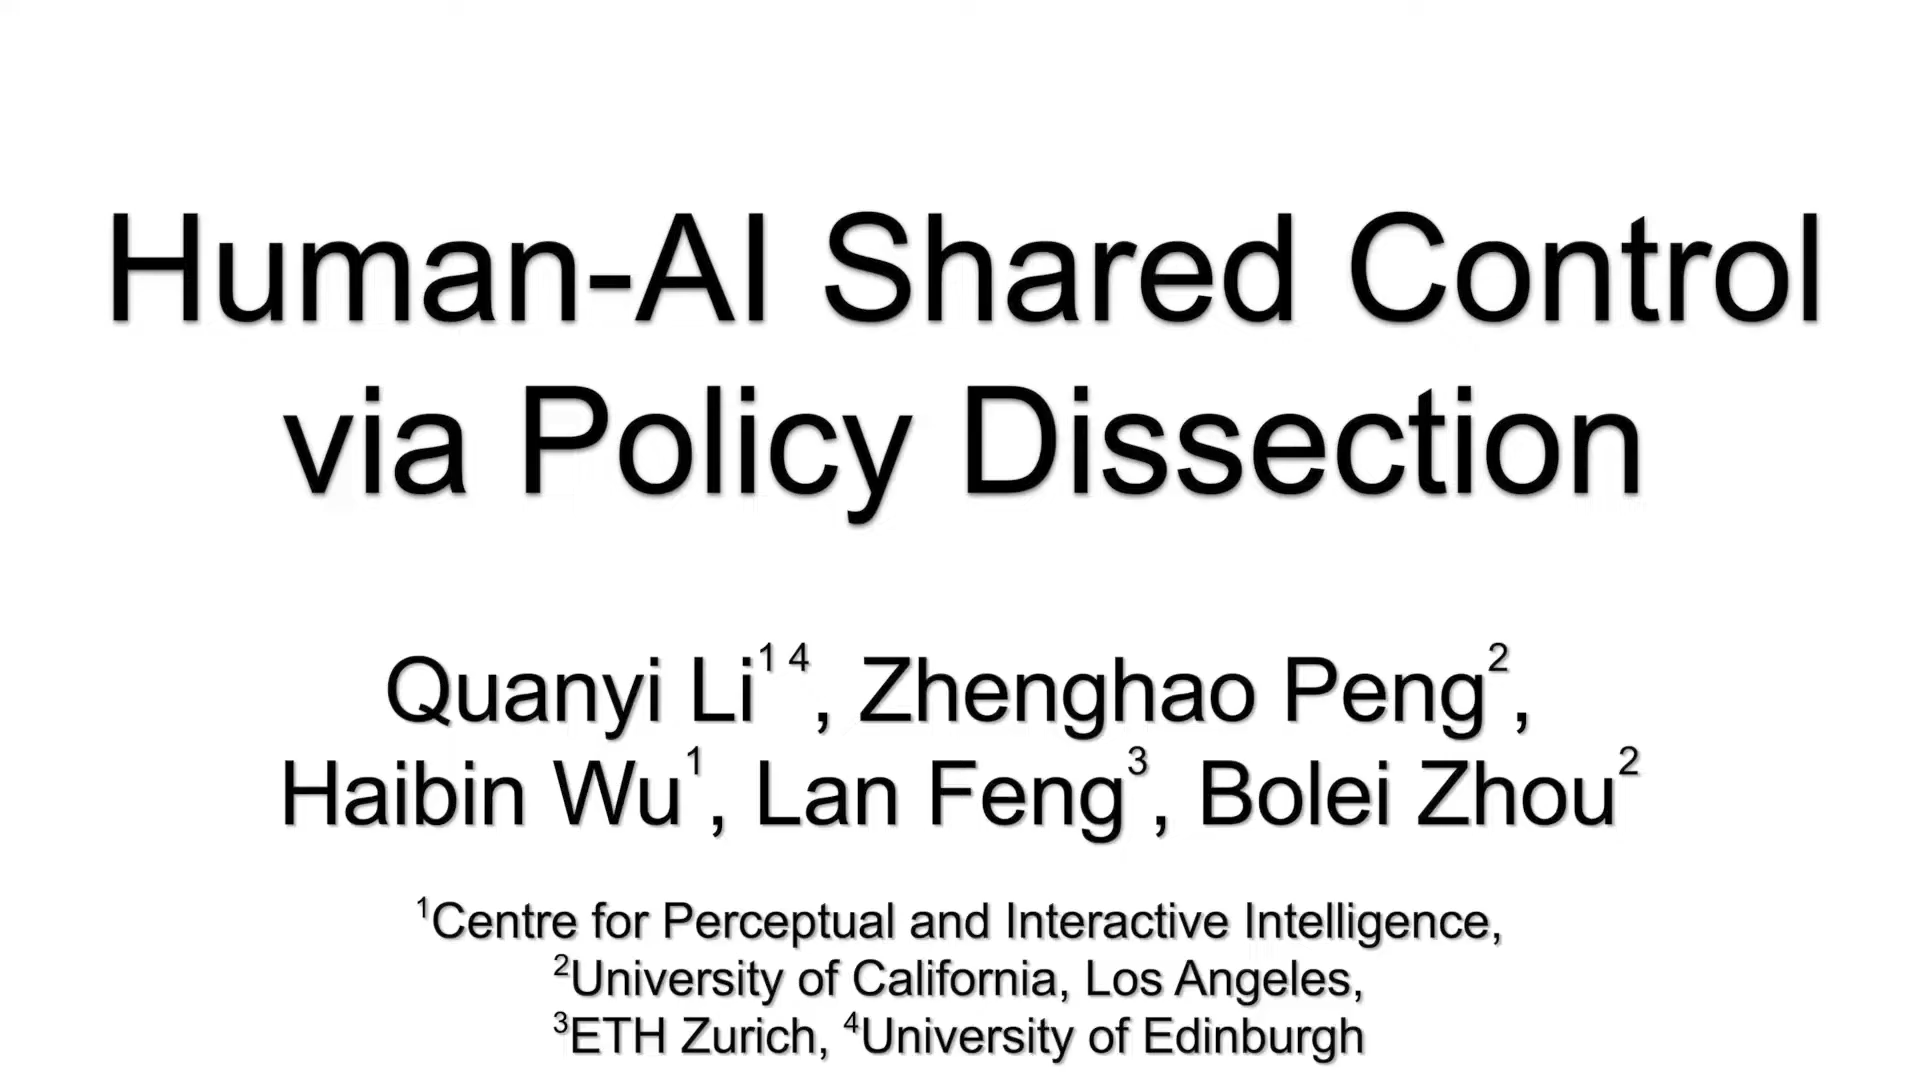 Human-AI Shared Control
via Policy Dissection
Quanyi Li¹ ⁴, Zhenghao Peng²,
Haibin Wu¹, Lan Feng³, Bolei Zhou²
¹Centre for Perceptual and Interactive Intelligence,
²University of California, Los Angeles,
³ETH Zurich, ⁴University of Edinburgh